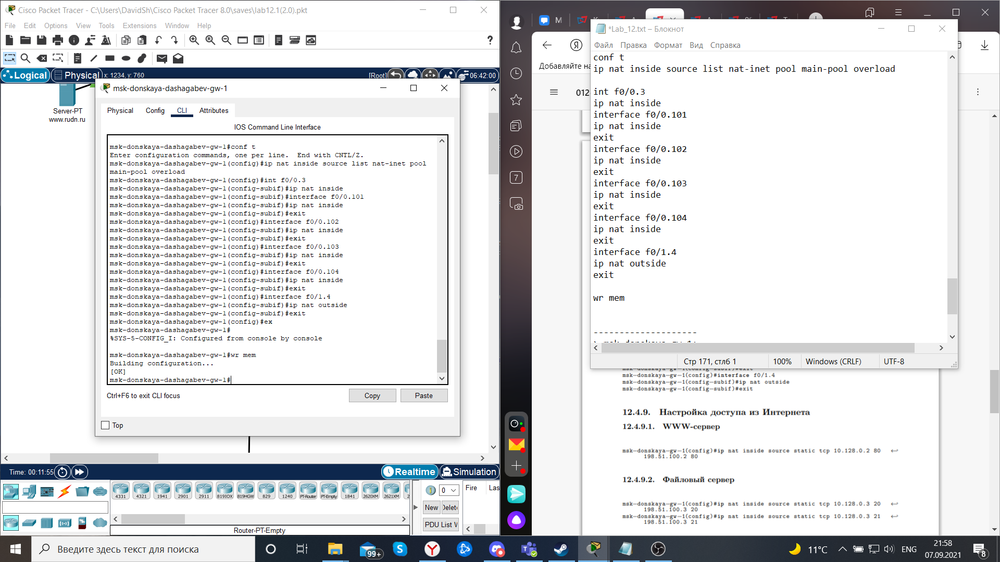 Cisco Packet Tracer - C:\Users\DavidSh\Cisco Packet Tracer 8.0\saves\lab12.1(2.0).pkt
File Edit Options View Tools Extensions Window Help
Logical
Physical x: 1234, y: 760
[Root]
06:42:00
Server-PT
www.rudn.ru
msk-donskaya-dashagabev-gw-1
Physical Config CLI Attributes
IOS Command Line Interface
msk-donskaya-dashagabev-gw-1#conf t
Enter configuration commands, one per line.  End with CNTL/Z.
msk-donskaya-dashagabev-gw-1(config)#ip nat inside source list nat-inet pool
main-pool overload
msk-donskaya-dashagabev-gw-1(config)#int f0/0.3
msk-donskaya-dashagabev-gw-1(config-subif)#ip nat inside
msk-donskaya-dashagabev-gw-1(config-subif)#interface f0/0.101
msk-donskaya-dashagabev-gw-1(config-subif)#ip nat inside
msk-donskaya-dashagabev-gw-1(config-subif)#exit
msk-donskaya-dashagabev-gw-1(config)#interface f0/0.102
msk-donskaya-dashagabev-gw-1(config-subif)#ip nat inside
msk-donskaya-dashagabev-gw-1(config-subif)#exit
msk-donskaya-dashagabev-gw-1(config)#interface f0/0.103
msk-donskaya-dashagabev-gw-1(config-subif)#ip nat inside
msk-donskaya-dashagabev-gw-1(config-subif)#exit
msk-donskaya-dashagabev-gw-1(config)#interface f0/0.104
msk-donskaya-dashagabev-gw-1(config-subif)#ip nat inside
msk-donskaya-dashagabev-gw-1(config-subif)#exit
msk-donskaya-dashagabev-gw-1(config)#interface f0/1.4
msk-donskaya-dashagabev-gw-1(config-subif)#ip nat outside
msk-donskaya-dashagabev-gw-1(config-subif)#exit
msk-donskaya-dashagabev-gw-1(config)#ex
msk-donskaya-dashagabev-gw-1#
%SYS-5-CONFIG_I: Configured from console by console
msk-donskaya-dashagabev-gw-1#wr mem
Building configuration...
[OK]
msk-donskaya-dashagabev-gw-1#
Ctrl+F6 to exit CLI focus
Copy
Paste
Top
Time: 00:11:55
Realtime
Simulation
4331 4321 1941 2901 2911 819IOX 819HGW 829 1240 PT-Router PT-Empty 1841 2620XM 2621XM
Router-PT-Empty
0
New
PDU List
Fire
7
M
Добавляйте
012
*Lab_12.txt – Блокнот
Файл Правка Формат Вид Справка
conf t
ip nat inside source list nat-inet pool main-pool overload
int f0/0.3
ip nat inside
interface f0/0.101
ip nat inside
exit
interface f0/0.102
ip nat inside
exit
interface f0/0.103
ip nat inside
exit
interface f0/0.104
ip nat inside
exit
interface f0/1.4
ip nat outside
exit
wr mem
--------------------
Стр 171, стлб 1
100%
Windows (CRLF)
UTF-8
msk-donskaya-gw-1(config-subif)#exit
msk-donskaya-gw-1(config)#interface f0/1.4
msk-donskaya-gw-1(config-subif)#ip nat outside
msk-donskaya-gw-1(config-subif)#exit
12.4.9. Настройка доступа из Интернета
12.4.9.1. WWW-сервер
msk-donskaya-gw-1(config)#ip nat inside source static tcp 10.128.0.2 80 ↩
198.51.100.2 80
12.4.9.2. Файловый сервер
msk-donskaya-gw-1(config)#ip nat inside source static tcp 10.128.0.3 20 ↩
198.51.100.3 20
msk-donskaya-gw-1(config)#ip nat inside source static tcp 10.128.0.3 21 ↩
198.51.100.3 21
Введите здесь текст для поиска
99+
11°C
ENG
21:58
07.09.2021
8